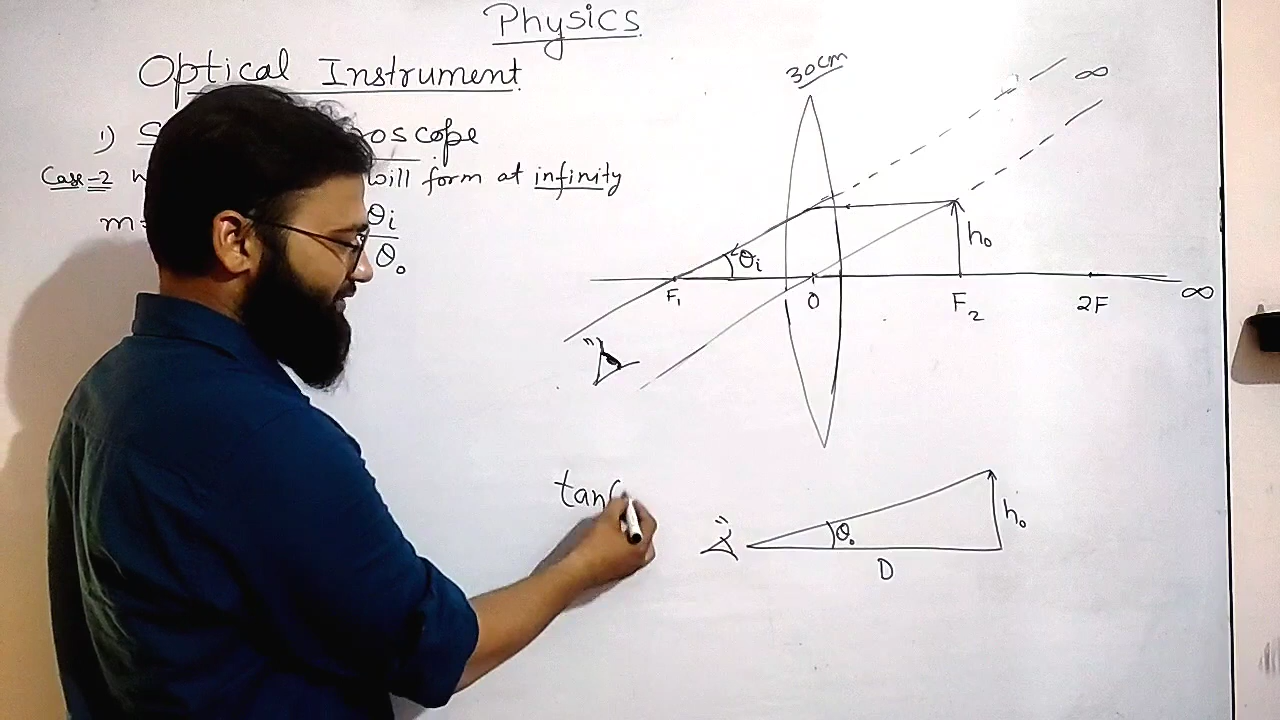 Physics
Optical Instrument
1) S oscope
Case-2 will form at infinity
m= θi
θo
30cm
∞
θi
ho
F1
O
F2
2F
∞
tan
θo
ho
D